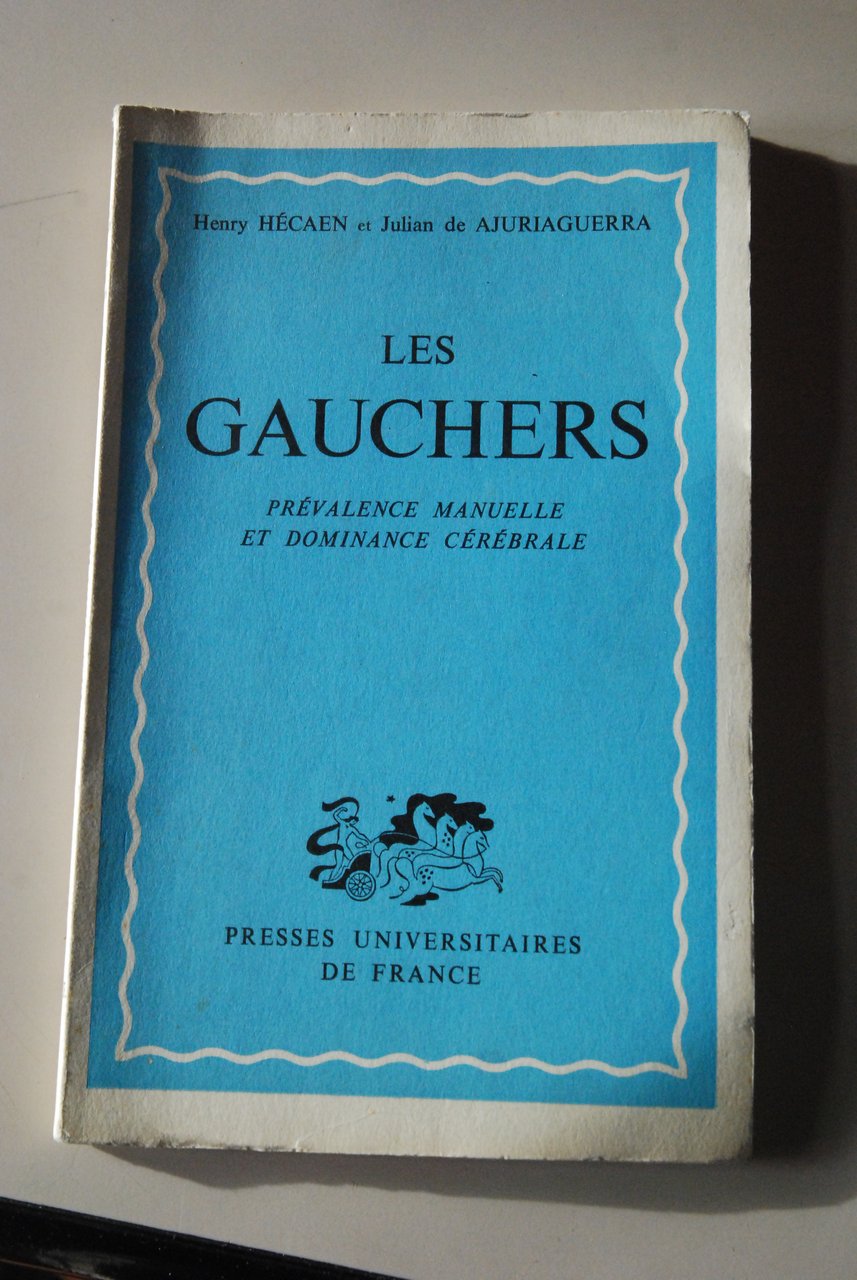 Henry HÉCAEN et Julian de AJURIAGUERRA
LES
GAUCHERS
PRÉVALENCE MANUELLE
ET DOMINANCE CÉRÉBRALE
PRESSES UNIVERSITAIRES
DE FRANCE